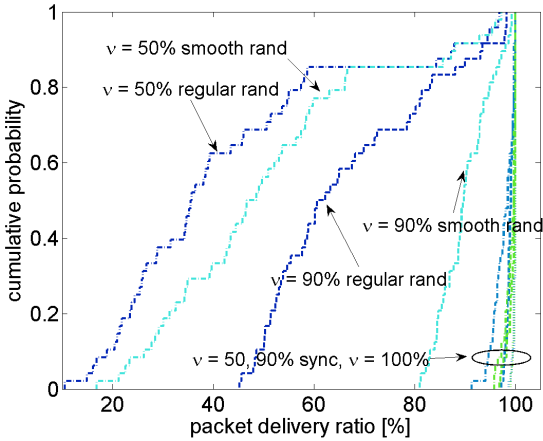 1
ν = 50% smooth rand
0.8
ν = 50% regular rand
0.6
cumulative probability
0.4
ν = 90% smooth rand
ν = 90% regular rand
0.2
ν = 50, 90% sync, ν = 100%
0
20 40 60 80 100
10
packet delivery ratio [%]